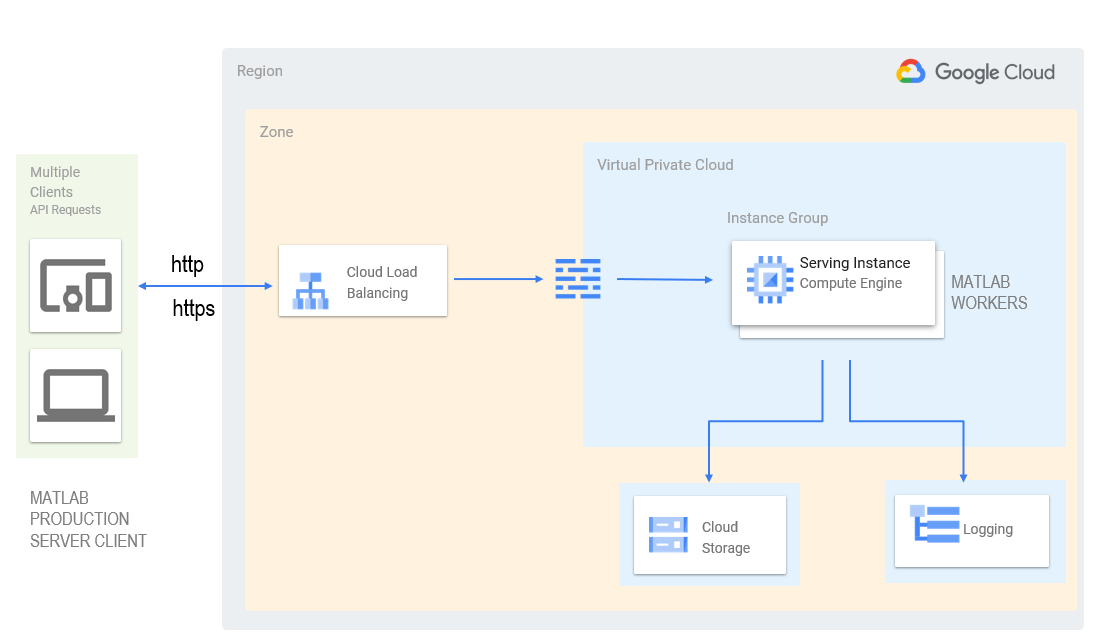 Region
Google Cloud
Zone
Multiple
Clients
API Requests
Virtual Private Cloud
Instance Group
http
https
Cloud Load
Balancing
Serving Instance
Compute Engine
MATLAB
WORKERS
MATLAB
PRODUCTION
SERVER CLIENT
Cloud
Storage
Logging